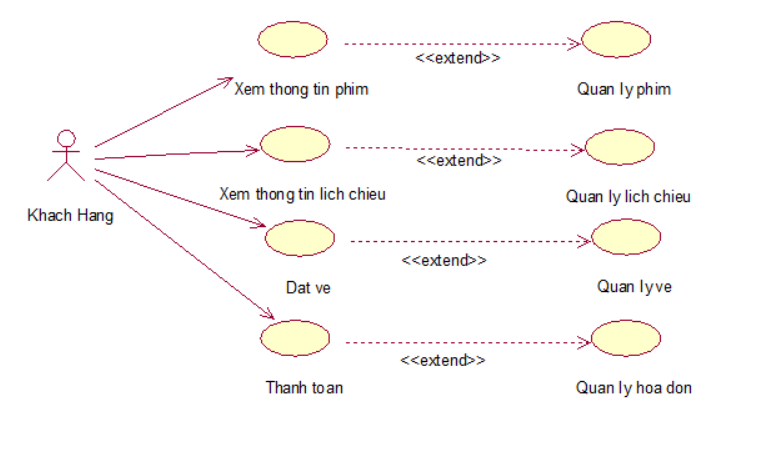 <<extend>>
Xem thong tin phim
Quan ly phim
<<extend>>
Xem thong tin lich chieu
Quan ly lich chieu
Khach Hang
<<extend>>
Dat ve
Quan ly ve
<<extend>>
Thanh toan
Quan ly hoa don